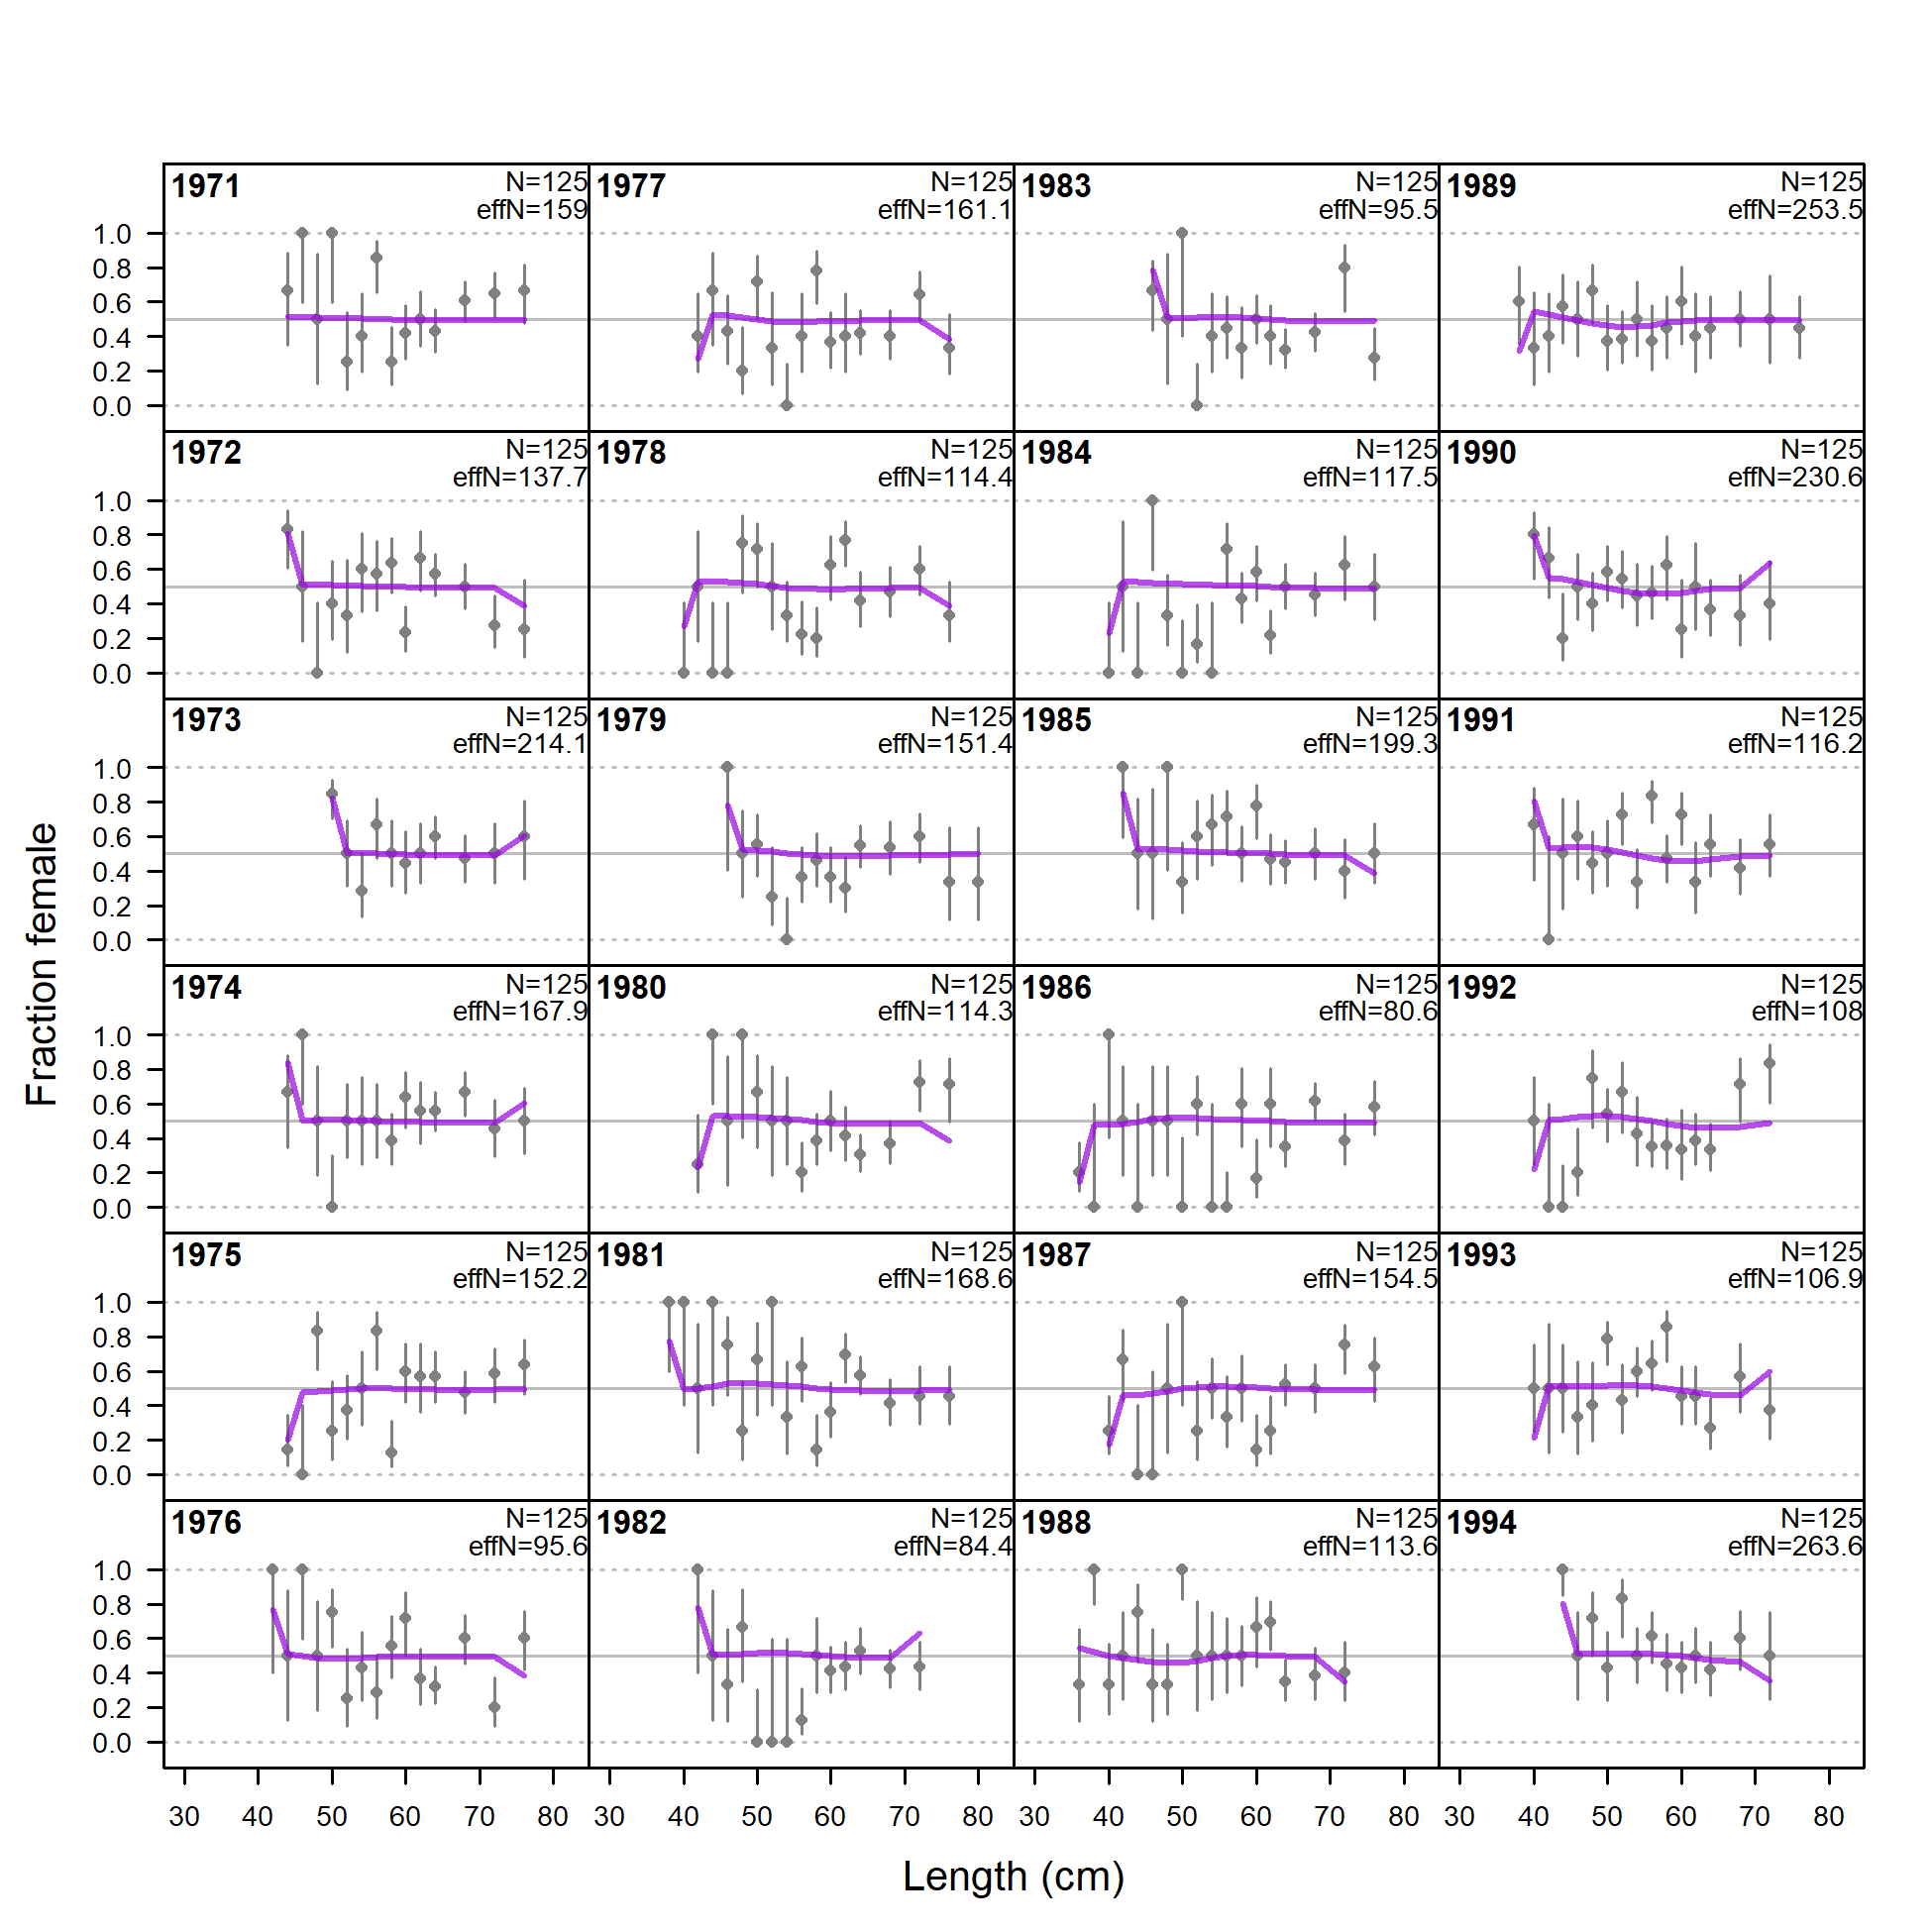 1971 N=125 1977 N=125 1983 N=125 1989 N=125
effN=159 effN=161.1 effN=95.5 effN=253.5
1.0
0.8
0.6
0.4
0.2
0.0
1972 N=125 1978 N=125 1984 N=125 1990 N=125
effN=137.7 effN=114.4 effN=117.5 effN=230.6
1.0
0.8
0.6
0.4
0.2
0.0
1973 N=125 1979 N=125 1985 N=125 1991 N=125
effN=214.1 effN=151.4 effN=199.3 effN=116.2
1.0
0.8
0.6
0.4
0.2
0.0
1974 N=125 1980 N=125 1986 N=125 1992 N=125
effN=167.9 effN=114.3 effN=80.6 effN=108
1.0
0.8
0.6
0.4
0.2
0.0
1975 N=125 1981 N=125 1987 N=125 1993 N=125
effN=152.2 effN=168.6 effN=154.5 effN=106.9
1.0
0.8
0.6
0.4
0.2
0.0
1976 N=125 1982 N=125 1988 N=125 1994 N=125
effN=95.6 effN=84.4 effN=113.6 effN=263.6
1.0
0.8
0.6
0.4
0.2
0.0
30 40 50 60 70 80 30 40 50 60 70 80 30 40 50 60 70 80 30 40 50 60 70 80
Length (cm)
Fraction female